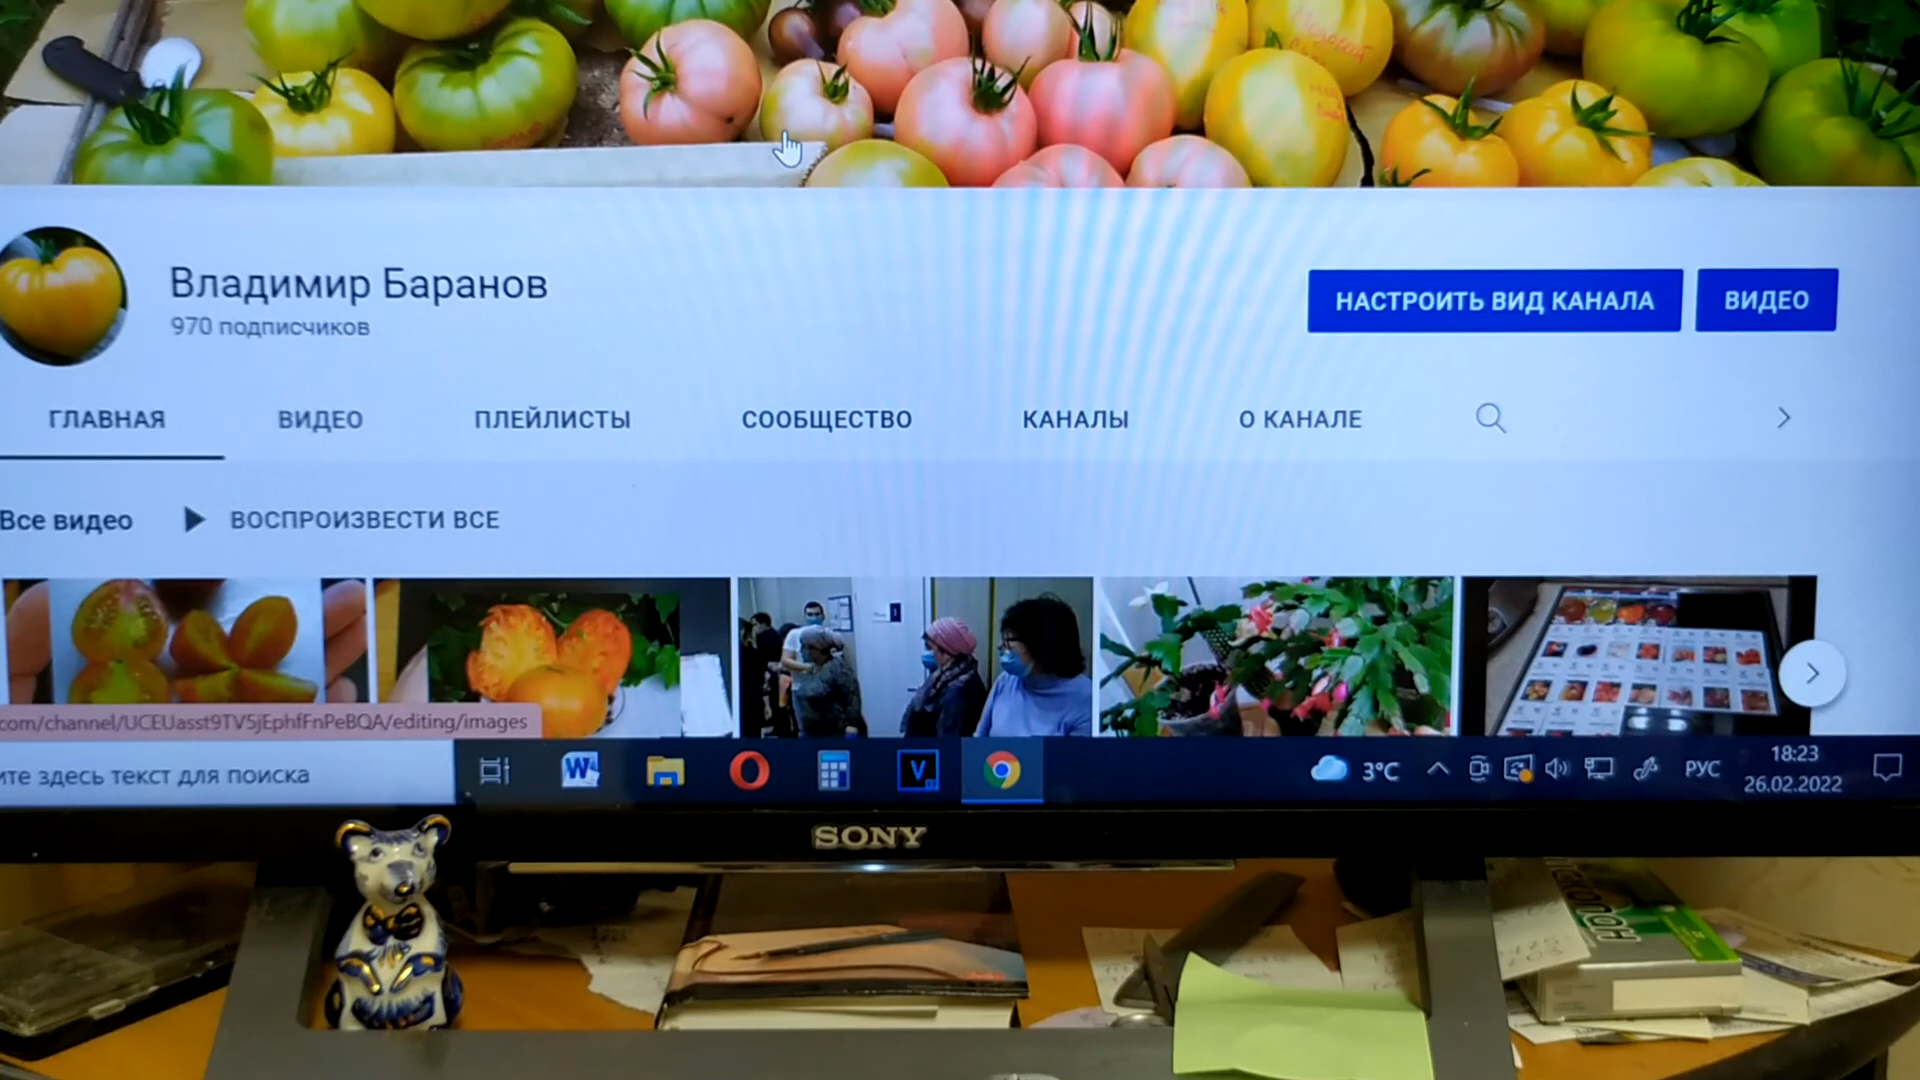 Владимир Баранов
970 подписчиков
НАСТРОИТЬ ВИД КАНАЛА
ВИДЕО
ГЛАВНАЯ
ВИДЕО
ПЛЕЙЛИСТЫ
СООБЩЕСТВО
КАНАЛЫ
О КАНАЛЕ
Все видео
ВОСПРОИЗВЕСТИ ВСЕ
com/channel/UCEUasst9TV5jEphfFnPeBQA/editing/images
здесь текст для поиска
W
V
3°C
РУС
18:23
26.02.2022
SONY